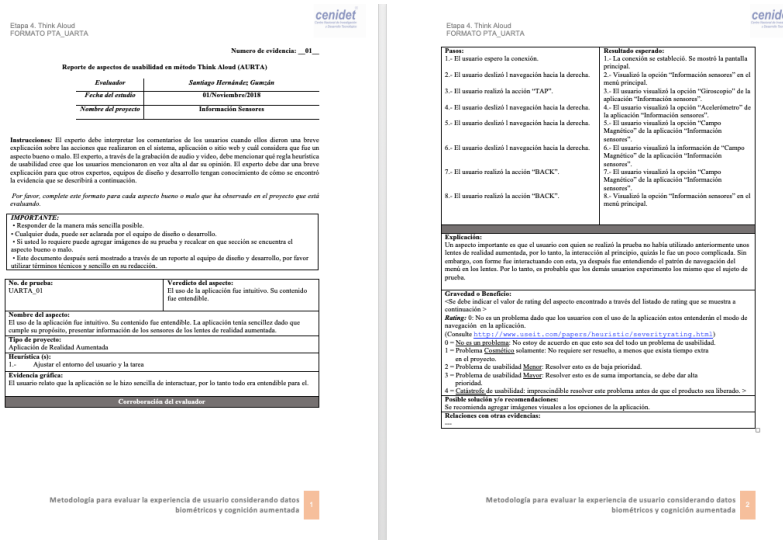 Etapa 4. Think Aloud
FORMATO PTA_UARTA
cenidet
Numero de evidencia: __01__
Reporte de aspectos de usabilidad en método Think Aloud (AURTA)
Evaluador Santiago Hernández Gumzán
Fecha del estudio 01/Noviembre/2018
Nombre del proyecto Información Sensores
Instrucciones: El experto debe interpretar los comentarios de los usuarios cuando ellos dieron una breve
explicación sobre las acciones que realizaron en el sistema, aplicación o sitio web y cuál considera que fue un
aspecto bueno o malo. El experto, a través de la grabación de audio y video, debe mencionar qué regla heurística
de usabilidad cree que los usuarios mencionaron en vez alta al dar su opinión. El experto debe dar una breve
explicación para que otros expertos, equipos de diseño y desarrollo tengan conocimiento de cómo se encontró
la evidencia que se describirá a continuación.
Por favor, complete este formato para cada aspecto bueno o malo que ha observado en el proyecto que está
evaluando.
IMPORTANTE:
• Responder de la manera más sencilla posible.
• Cualquier duda, puede ser aclarada por el equipo de diseño o desarrollo.
• Si usted lo requiere puede agregar imágenes de su prueba y recalcar en que sección se encuentra el
aspecto bueno o malo.
• Este documento después será mostrado a través de un reporte al equipo de diseño y desarrollo, por favor
utilizar términos técnicos y sencillo en su redacción.
No. de prueba:
UARTA_01
Veredicto del aspecto:
El uso de la aplicación fue intuitivo. Su contenido
fue entendible.
Nombre del aspecto:
El uso de la aplicación fue intuitivo. Su contenido fue entendible. La aplicación tenía sencillez dado que
cumple su propósito, presentar información de los sensores de los lentes de realidad aumentada.
Tipo de proyecto:
Aplicación de Realidad Aumentada
Heurística (s):
1.- Ajustar el entorno del usuario y la tarea
Evidencia gráfica:
El usuario relato que la aplicación se le hizo sencilla de interactuar, por lo tanto todo era entendible para el.
Corroboración del evaluador
Metodología para evaluar la experiencia de usuario considerando datos
biométricos y cognición aumentada
1
Etapa 4. Think Aloud
FORMATO PTA_UARTA
cenidet
Pasos:
1.- El usuario espero la conexión.
2.- El usuario deslizó l navegación hacia la derecha.
3.- El usuario realizó la acción “TAP”.
4.- El usuario deslizó l navegación hacia la derecha.
5.- El usuario deslizó l navegación hacia la derecha.
6.- El usuario deslizó l navegación hacia la derecha.
7.- El usuario realizó la acción “BACK”.
8.- El usuario realizó la acción “BACK”.
Resultado esperado:
1.- La conexión se estableció. Se mostró la pantalla
principal.
2.- Visualizó la opción “Información sensores” en el
menú principal.
3.- El usuario visualizó la opción “Giroscopio” de la
aplicación “Información sensores”.
4.- El usuario visualizó la opción “Acelerómetro” de
la aplicación “Información sensores”.
5.- El usuario visualizó la opción “Campo
Magnético” de la aplicación “Información
sensores”.
6.- El usuario visualizó la información de “Campo
Magnético” de la aplicación “Información
sensores”.
7.- El usuario visualizó la opción “Campo
Magnético” de la aplicación “Información
sensores”.
8.- Visualizó la opción “Información sensores” en el
menú principal.
Explicación:
Un aspecto importante es que el usuario con quien se realizó la prueba no había utilizado anteriormente unos
lentes de realidad aumentada, por lo tanto, la interacción al principio, quizás le fue un poco complicada. Sin
embargo, con forme fue interactuando con esta, ya después fue entendiendo el patrón de navegación del
menú en los lentes. Por lo tanto, es probable que los demás usuarios experimenta los mismo que el sujeto de
prueba.
Gravedad o Beneficio:
<Se debe indicar el valor de rating del aspecto encontrado a través del listado de rating que se muestra a
continuación >
Rating: 0: No es un problema dado que los usuarios con el uso de la aplicación estos entenderán el modo de
navegación en la aplicación.
(Consulte http://www.useit.com/papers/heuristic/severityrating.html)
0 = No es un problema: No estoy de acuerdo en que esto sea del todo un problema de usabilidad.
1 = Problema Cosmético solamente: No requiere ser resuelto, a menos que exista tiempo extra
en el proyecto.
2 = Problema de usabilidad Menor: Resolver esto es de baja prioridad.
3 = Problema de usabilidad Mayor: Resolver esto es de suma importancia, se debe dar alta
prioridad.
4 = Catástrofe de usabilidad: imprescindible resolver este problema antes de que el producto sea liberado. >
Posible solución y/o recomendaciones:
Se recomienda agregar imágenes visuales a los opciones de la aplicación.
Relaciones con otras evidencias:
---
Metodología para evaluar la experiencia de usuario considerando datos
biométricos y cognición aumentada
2